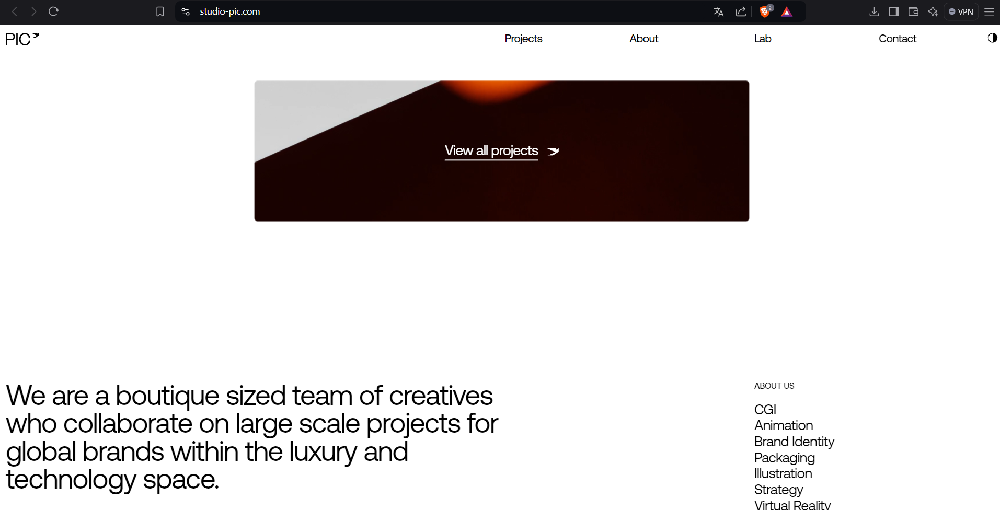 studio-pic.com
2
VPN
PIC
Projects
About
Lab
Contact
View all projects
We are a boutique sized team of creatives
who collaborate on large scale projects for
global brands within the luxury and
technology space.
ABOUT US
CGI
Animation
Brand Identity
Packaging
Illustration
Strategy
Virtual Reality